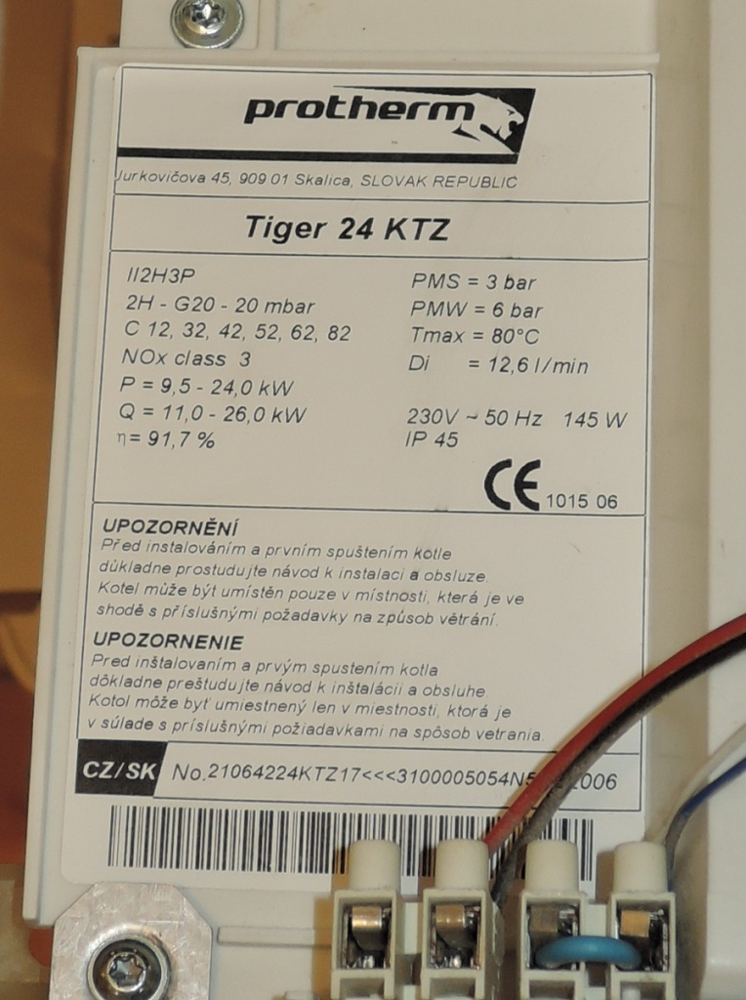 protherm
Jurkovičova 45, 909 01 Skalica, SLOVAK REPUBLIC
Tiger 24 KTZ
II2H3P
2H - G20 - 20 mbar
C 12, 32, 42, 52, 62, 82
NOx class 3
P = 9,5 - 24,0 kW
Q = 11,0 - 26,0 kW
η = 91,7 %
PMS = 3 bar
PMW = 6 bar
Tmax = 80°C
Di = 12,6 l/min
230V ~ 50 Hz 145 W
IP 45
CE 1015 06
UPOZORNĚNÍ
Před instalováním a prvním spuštením kotle
důkladne prostudujte návod k instalaci a obsluze.
Kotel může být umístěn pouze v místnosti, která je ve
shodě s příslušnými požadavky na způsob větrání.
UPOZORNENIE
Pred inštalovaním a prvým spustením kotla
dôkladne preštudujte návod k inštalácii a obsluhe.
Kotol môže byť umiestnený len v miestnosti, ktorá je
v súlade s príslušnými požiadavkami na spôsob vetrania.
CZ/SK
No.21064224KTZ17<<<3100005054N5